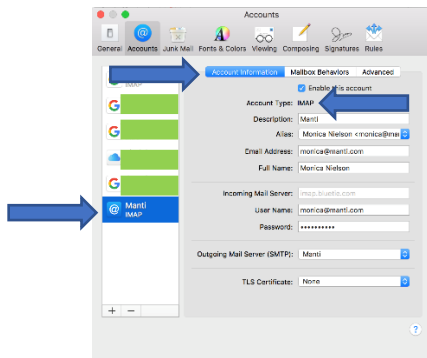 Accounts
General Accounts Junk Mail Fonts & Colors Viewing Composing Signatures Rules
IMAP
Account Information Mailbox Behaviors Advanced
Enable this account
Account Type: IMAP
Description: Manti
Alias: Monica Nielson <monica@mai
Email Address: monica@manti.com
Full Name: Monica Nielson
Manti
IMAP
Incoming Mail Server: imap.bluetie.com
User Name: monica@manti.com
Password: ••••••••••
Outgoing Mail Server (SMTP): Manti
TLS Certificate: None
+ −
?